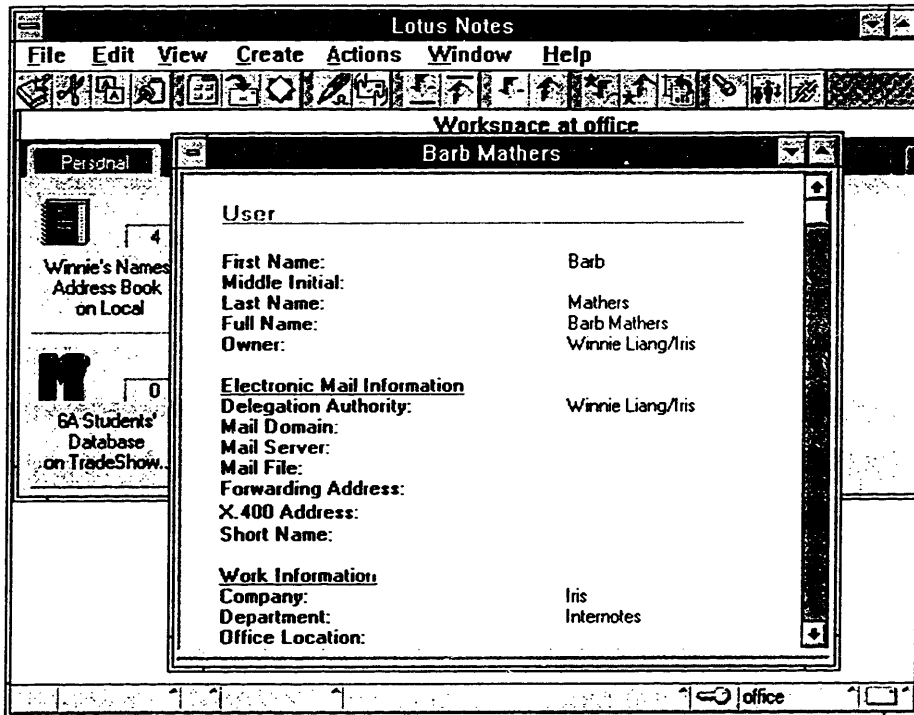 Lotus Notes
File Edit View Create Actions Window Help
Workspace at office
Personal
4
Winnie's Names
Address Book
on Local
0
6A Students'
Database
on TradeShow...
Barb Mathers
User
First Name: Barb
Middle Initial:
Last Name: Mathers
Full Name: Barb Mathers
Owner: Winnie Liang/Iris
Electronic Mail Information
Delegation Authority: Winnie Liang/Iris
Mail Domain:
Mail Server:
Mail File:
Forwarding Address:
X.400 Address:
Short Name:
Work Information
Company: Iris
Department: Internotes
Office Location:
office